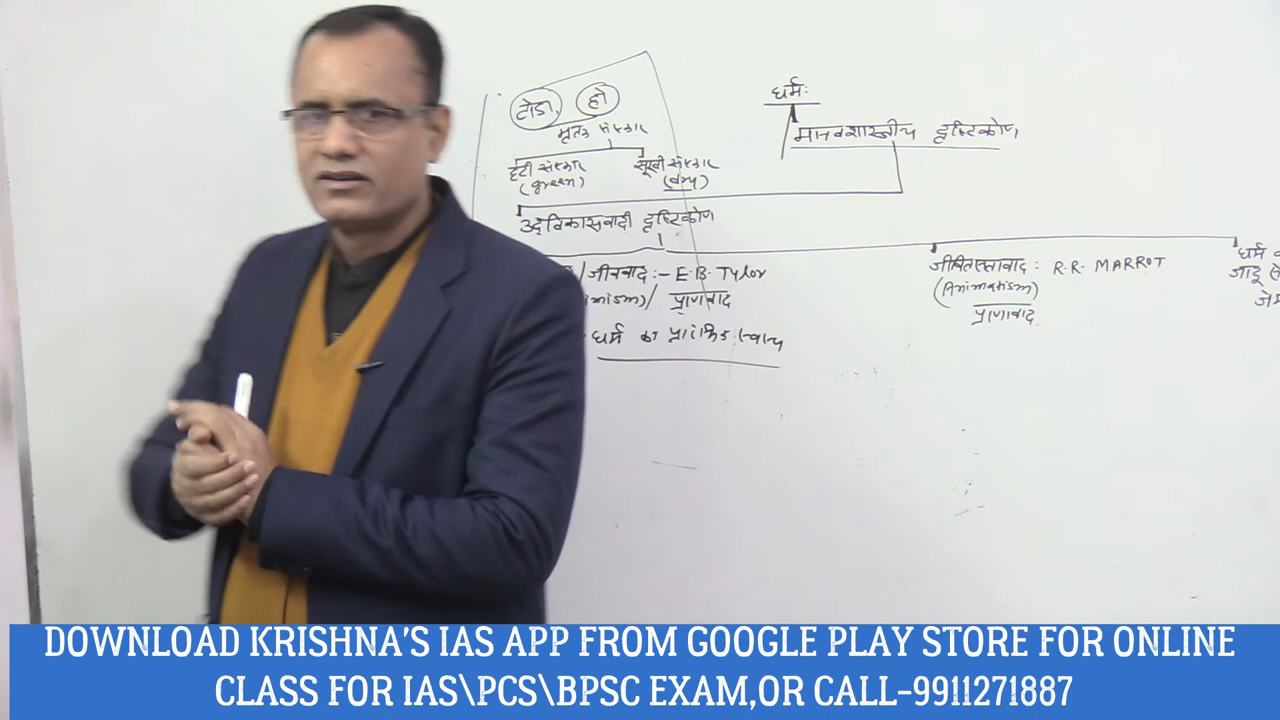 टोडा, हो
मृतक संस्कार
हरी संस्कार सूखी संस्कार
(कुरुम)
धर्मः
मानवशास्त्रीय दृष्टिकोण
उद्विकासवादी दृष्टिकोण
/जीववाद :- E.B. Tylor
प्राणवाद
धर्म का प्रारंभिक स्वरूप
जीवितसत्तावाद : R.R. MARROT
(Animatism)
प्राणावाद
धर्म
जादू से
DOWNLOAD KRISHNA'S IAS APP FROM GOOGLE PLAY STORE FOR ONLINE
CLASS FOR IAS\PCS\BPSC EXAM,OR CALL-9911271887